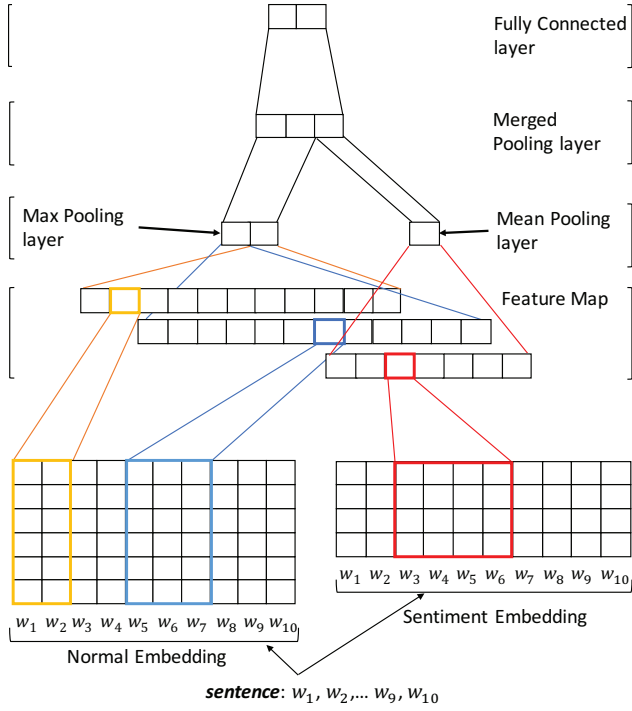 Fully Connected
layer
Merged
Pooling layer
Max Pooling
layer
Mean Pooling
layer
Feature Map
w₁ w₂ w₃ w₄ w₅ w₆ w₇ w₈ w₉ w₁₀
Normal Embedding
w₁ w₂ w₃ w₄ w₅ w₆ w₇ w₈ w₉ w₁₀
Sentiment Embedding
sentence: w₁, w₂,... w₉, w₁₀